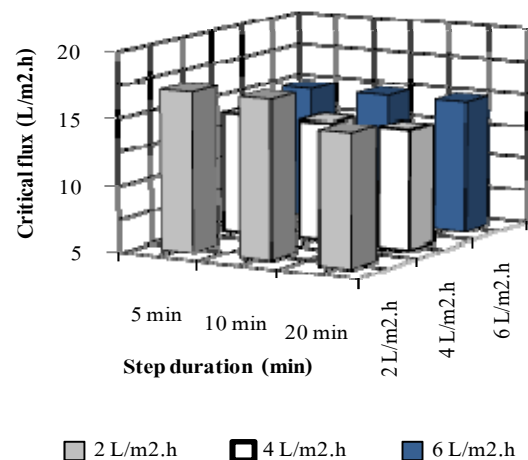 Critical flux (L/m2.h)
20
15
10
5
5 min
10 min
20 min
Step duration (min)
2 L/m2.h
4 L/m2.h
6 L/m2.h
2 L/m2.h
4 L/m2.h
6 L/m2.h